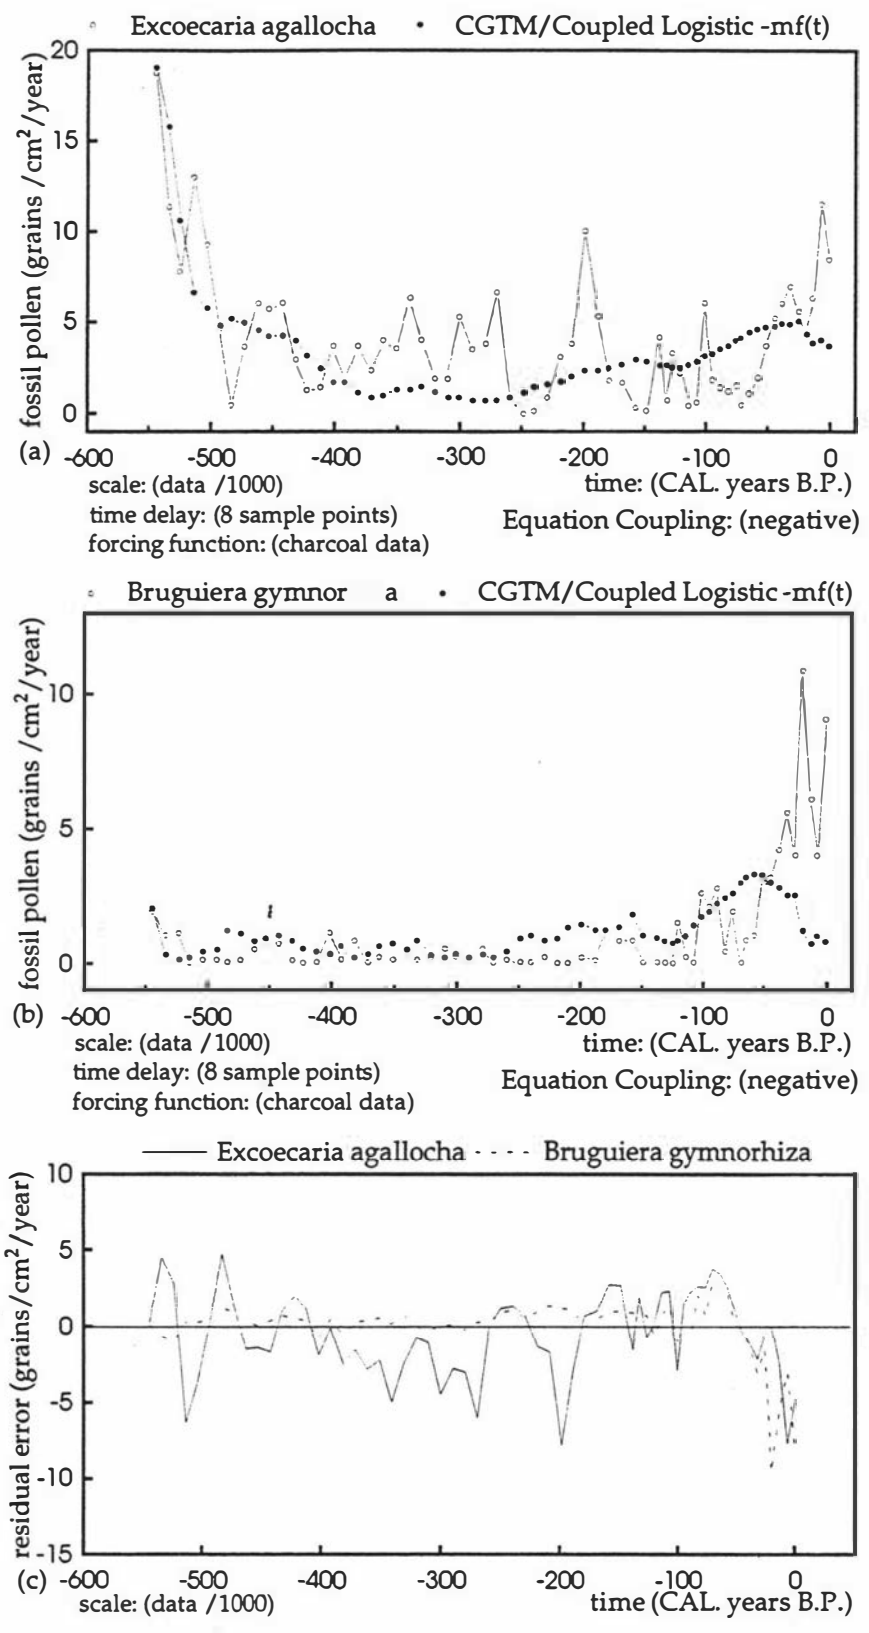 Excoecaria agallocha • CGTM/Coupled Logistic -mf(t)
fossil pollen (grains /cm²/year)
20
15
10
5
0
(a) -600 -500 -400 -300 -200 -100 0
scale: (data /1000) time: (CAL. years B.P.)
time delay: (8 sample points) Equation Coupling: (negative)
forcing function: (charcoal data)
Bruguiera gymnor a • CGTM/Coupled Logistic -mf(t)
fossil pollen (grains /cm²/year)
10
5
0
(b) -600 -500 -400 -300 -200 -100 0
scale: (data /1000) time: (CAL. years B.P.)
time delay: (8 sample points) Equation Coupling: (negative)
forcing function: (charcoal data)
Excoecaria agallocha - - - - Bruguiera gymnorhiza
residual error (grains/cm²/year)
10
5
0
-5
-10
-15
(c) -600 -500 -400 -300 -200 -100 0
scale: (data /1000) time (CAL. years B.P.)